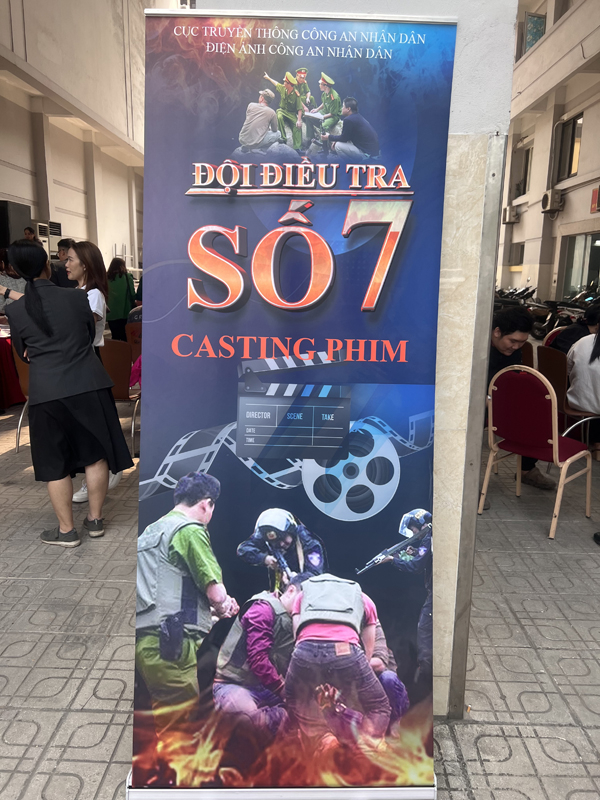 CỤC TRUYỀN THÔNG CÔNG AN NHÂN DÂN
ĐIỆN ẢNH CÔNG AN NHÂN DÂN
ĐỘI ĐIỀU TRA
SỐ 7
CASTING PHIM
DIRECTOR SCENE TAKE
DATE
TIME